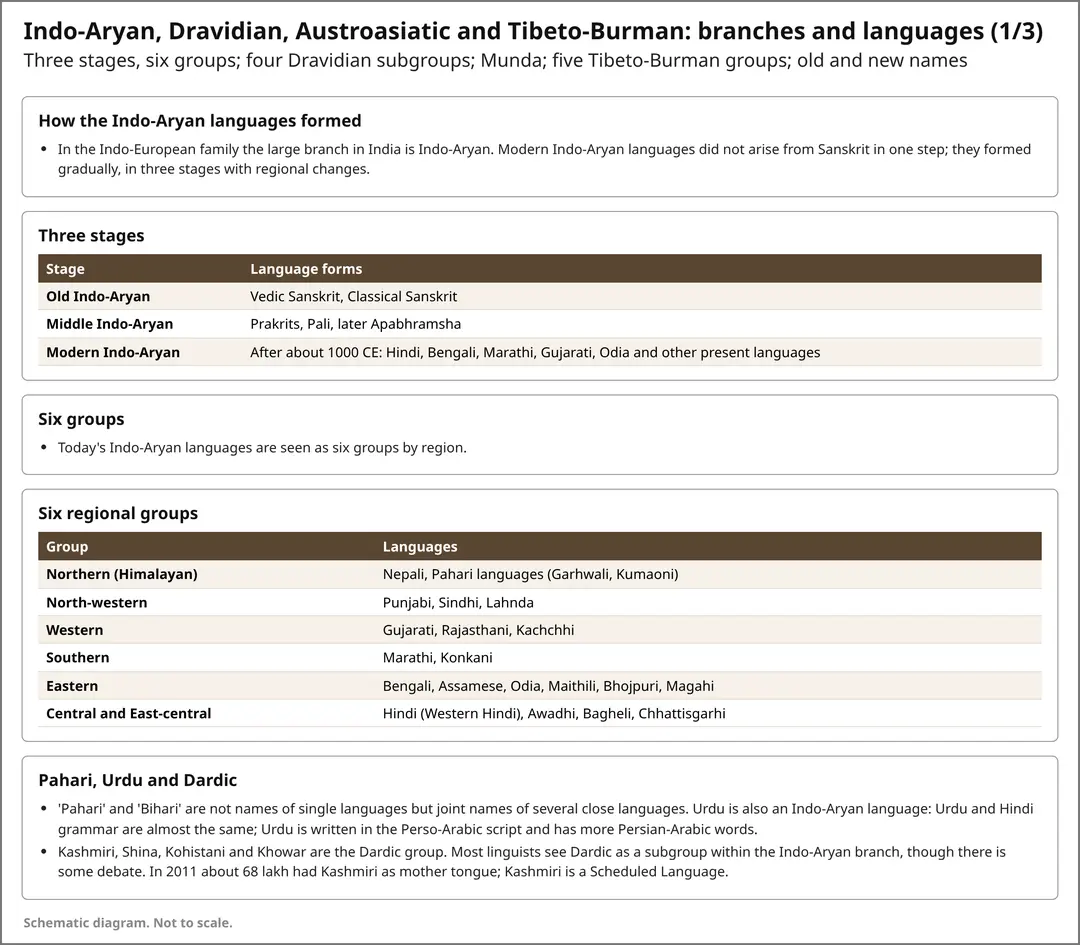 Indo-Aryan, Dravidian, Austroasiatic and Tibeto-Burman: branches and languages (1/3)
Three stages, six groups; four Dravidian subgroups; Munda; five Tibeto-Burman groups; old and new names
How the Indo-Aryan languages formed
• In the Indo-European family the large branch in India is Indo-Aryan. Modern Indo-Aryan languages did not arise from Sanskrit in one step; they formed
gradually, in three stages with regional changes.
Three stages
Stage Language forms
Old Indo-Aryan Vedic Sanskrit, Classical Sanskrit
Middle Indo-Aryan Prakrits, Pali, later Apabhramsha
Modern Indo-Aryan After about 1000 CE: Hindi, Bengali, Marathi, Gujarati, Odia and other present languages
Six groups
• Today's Indo-Aryan languages are seen as six groups by region.
Six regional groups
Group Languages
Northern (Himalayan) Nepali, Pahari languages (Garhwali, Kumaoni)
North-western Punjabi, Sindhi, Lahnda
Western Gujarati, Rajasthani, Kachchhi
Southern Marathi, Konkani
Eastern Bengali, Assamese, Odia, Maithili, Bhojpuri, Magahi
Central and East-central Hindi (Western Hindi), Awadhi, Bagheli, Chhattisgarhi
Pahari, Urdu and Dardic
• 'Pahari' and 'Bihari' are not names of single languages but joint names of several close languages. Urdu is also an Indo-Aryan language: Urdu and Hindi
grammar are almost the same; Urdu is written in the Perso-Arabic script and has more Persian-Arabic words.
• Kashmiri, Shina, Kohistani and Khowar are the Dardic group. Most linguists see Dardic as a subgroup within the Indo-Aryan branch, though there is
some debate. In 2011 about 68 lakh had Kashmiri as mother tongue; Kashmiri is a Scheduled Language.
Schematic diagram. Not to scale.